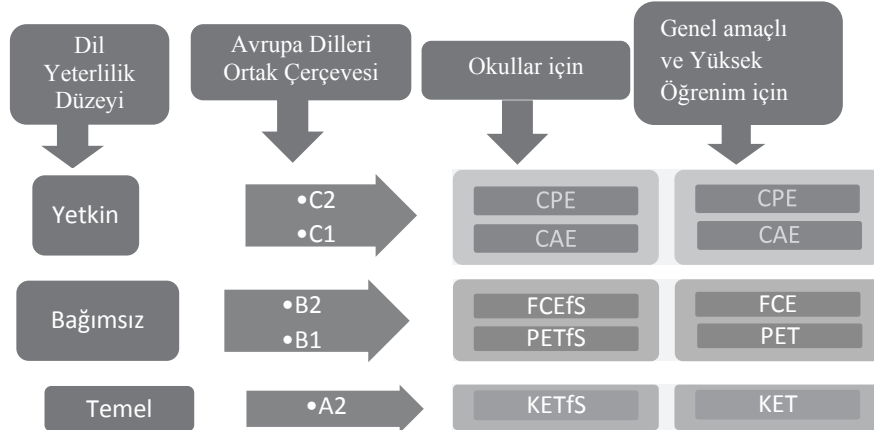 Dil
Yeterlilik
Düzeyi
Avrupa Dilleri
Ortak Çerçevesi
Okullar için
Genel amaçlı
ve Yüksek
Öğrenim için
Yetkin
•C2
•C1
CPE
CAE
CPE
CAE
Bağımsız
•B2
•B1
FCEfS
PETfS
FCE
PET
Temel
•A2
KETfS
KET